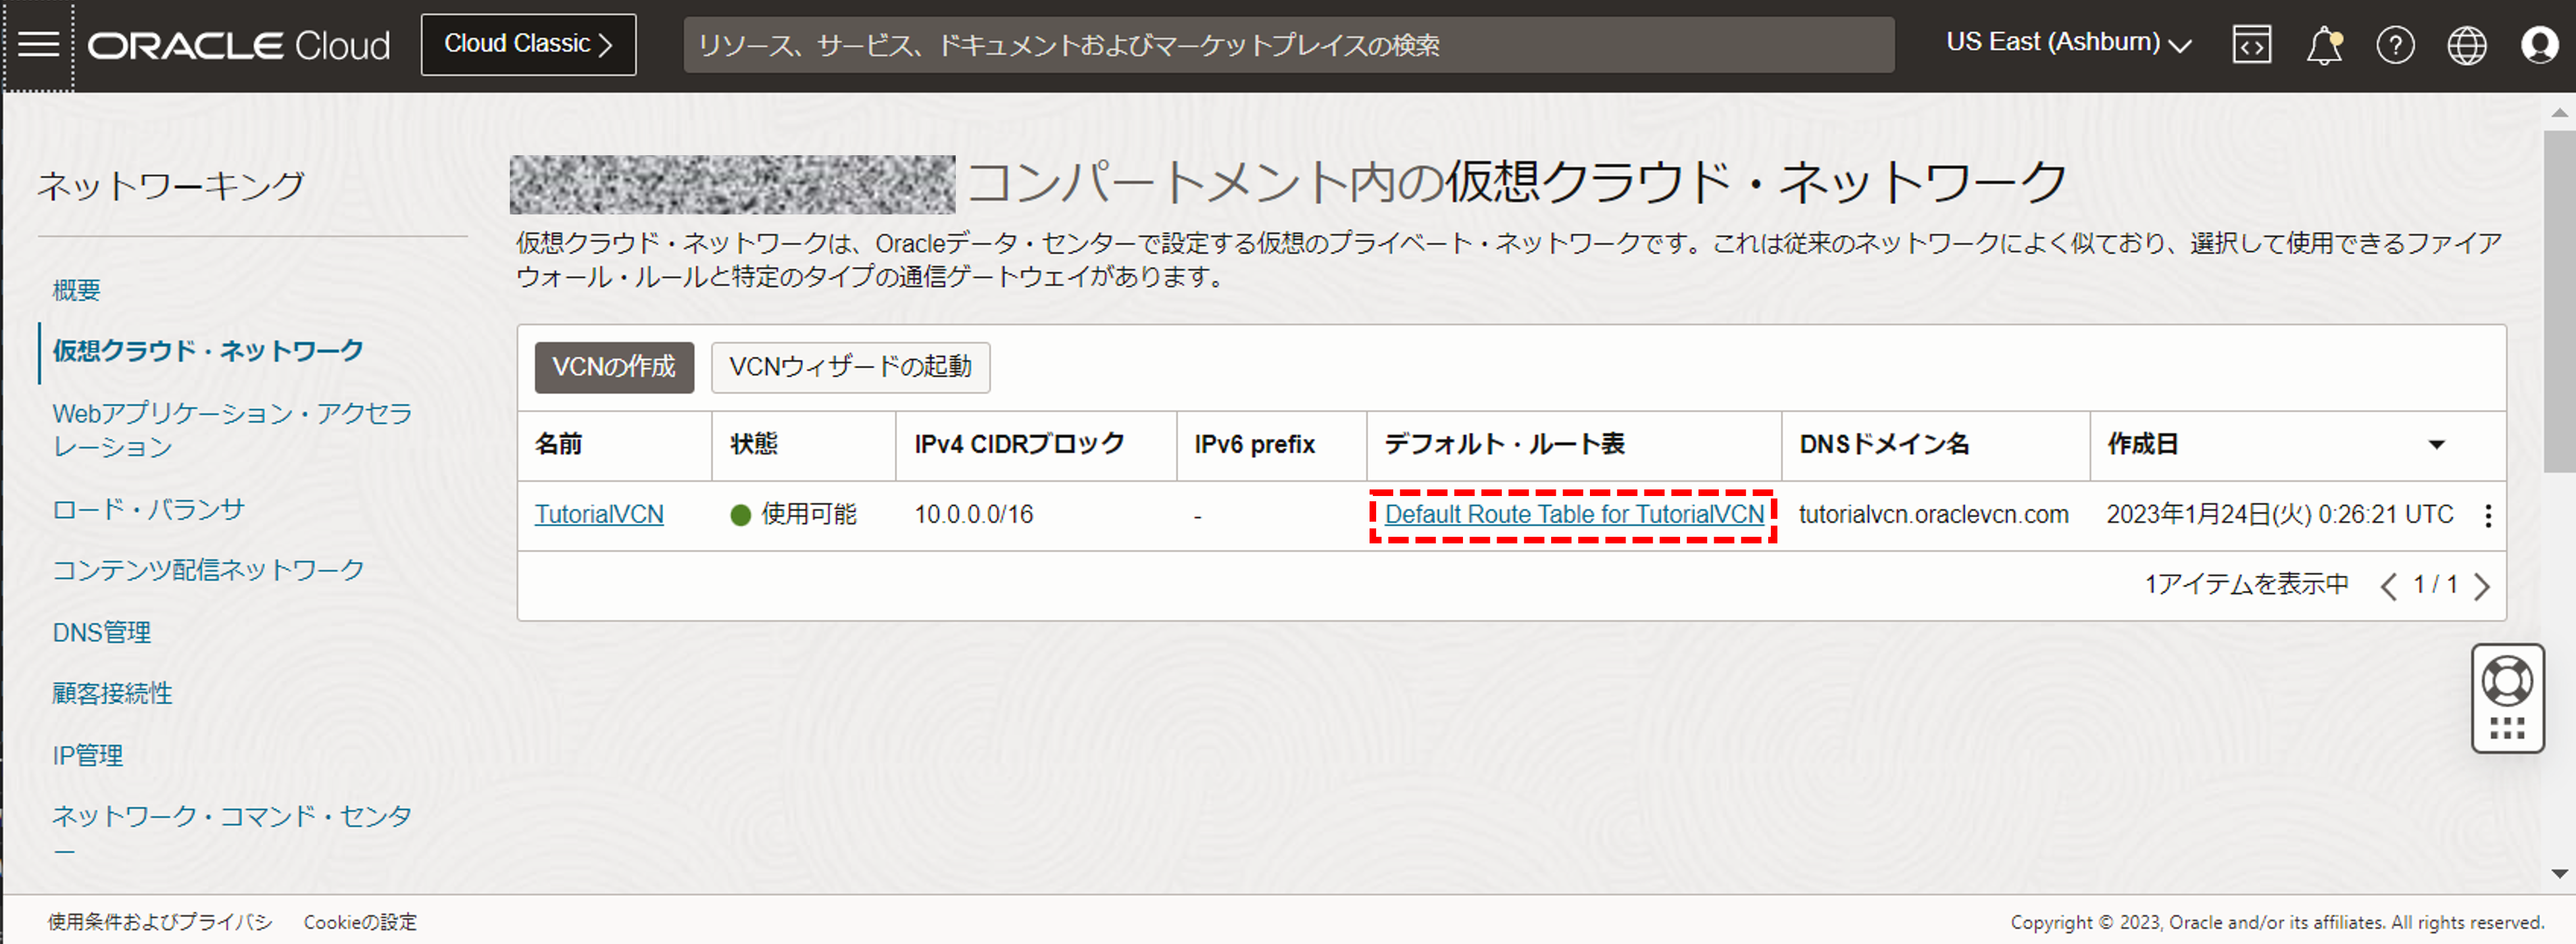 ORACLE Cloud
Cloud Classic
リソース、サービス、ドキュメントおよびマーケットプレイスの検索
US East (Ashburn)
ネットワーキング
概要
仮想クラウド・ネットワーク
Webアプリケーション・アクセラ
レーション
ロード・バランサ
コンテンツ配信ネットワーク
DNS管理
顧客接続性
IP管理
ネットワーク・コマンド・センタ
ー
コンパートメント内の仮想クラウド・ネットワーク
仮想クラウド・ネットワークは、Oracleデータ・センターで設定する仮想のプライベート・ネットワークです。これは従来のネットワークによく似ており、選択して使用できるファイア
ウォール・ルールと特定のタイプの通信ゲートウェイがあります。
VCNの作成 VCNウィザードの起動
名前 状態 IPv4 CIDRブロック IPv6 prefix デフォルト・ルート表 DNSドメイン名 作成日
TutorialVCN 使用可能 10.0.0.0/16 - Default Route Table for TutorialVCN tutorialvcn.oraclevcn.com 2023年1月24日(火) 0:26:21 UTC
1アイテムを表示中 1 / 1
使用条件およびプライバシ Cookieの設定
Copyright © 2023, Oracle and/or its affiliates. All rights reserved.